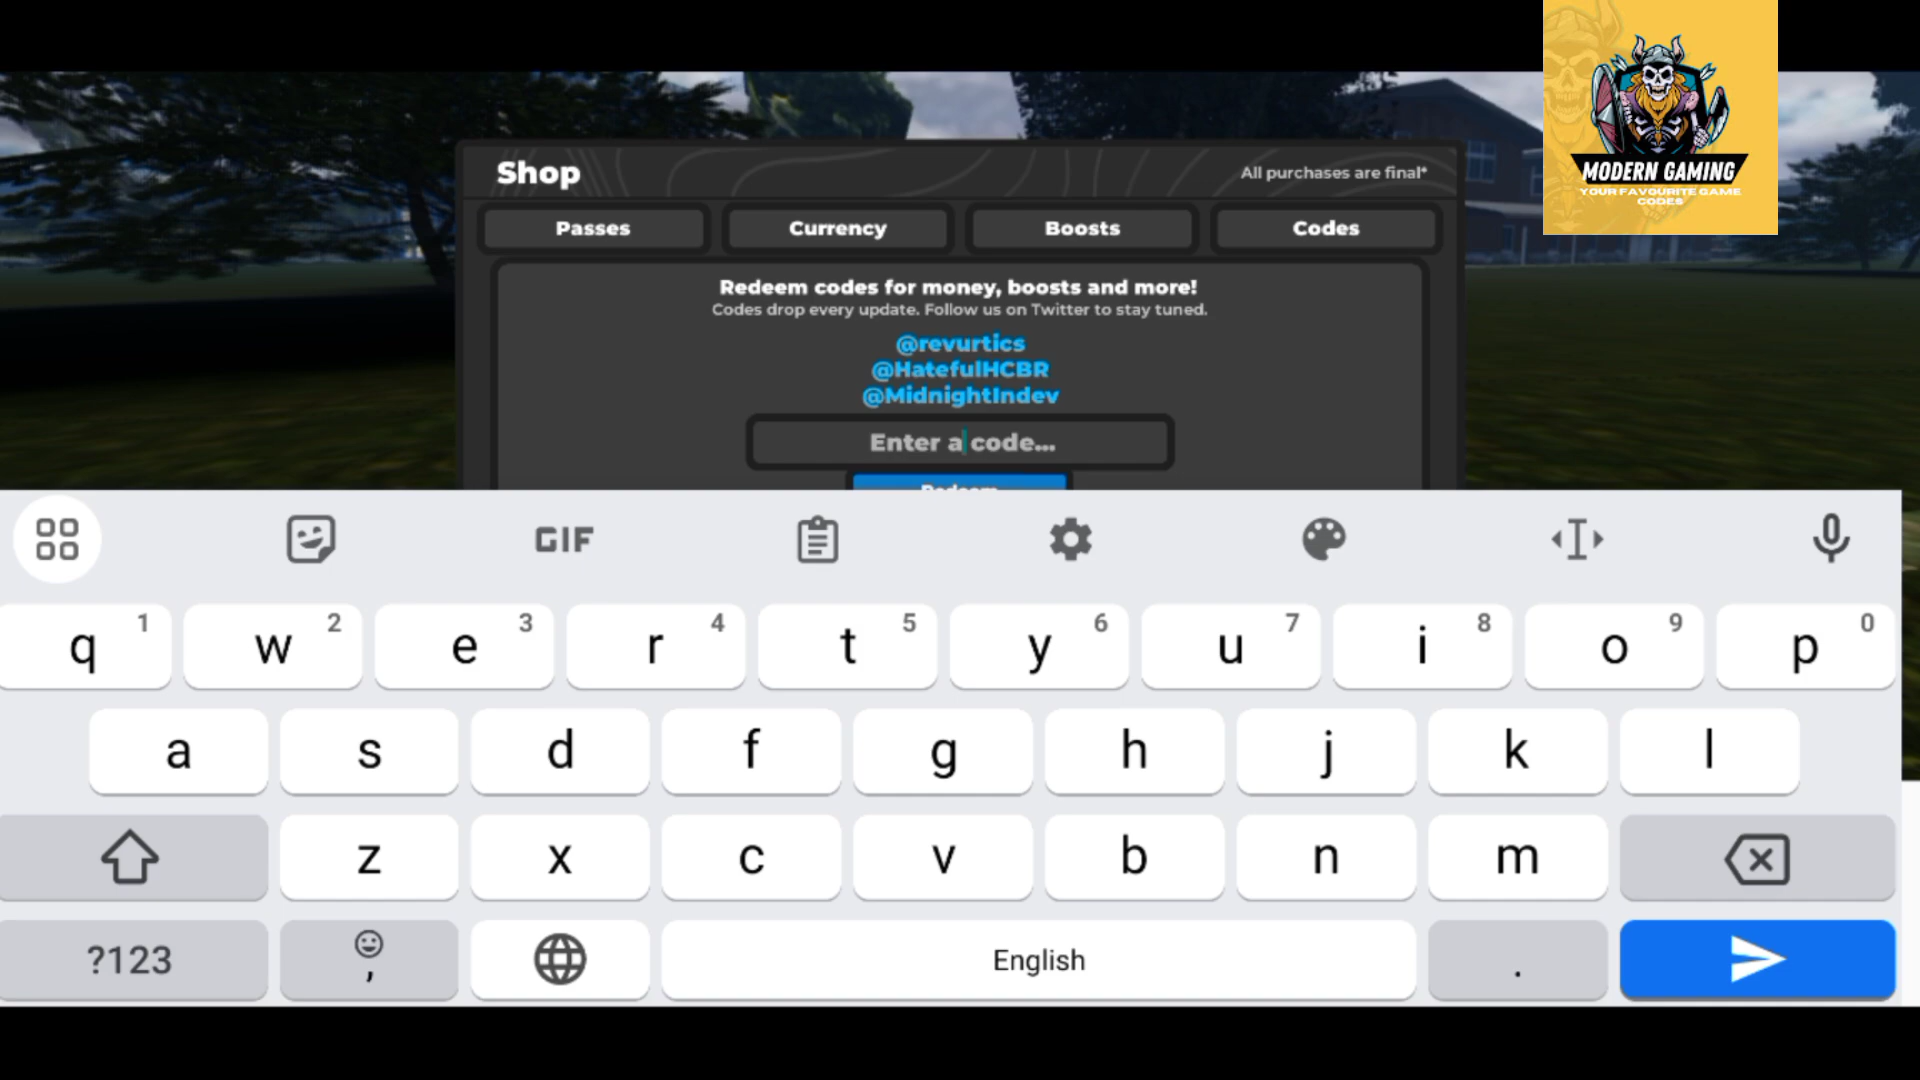 MODERN GAMING
YOUR FAVOURITE GAME
CODES
Shop
All purchases are final*
Passes
Currency
Boosts
Codes
Redeem codes for money, boosts and more!
Codes drop every update. Follow us on Twitter to stay tuned.
@revurtics
@HatefulHCBR
@MidnightIndev
Enter a code...
Redeem
GIF
q 1 w 2 e 3 r 4 t 5 y 6 u 7 i 8 o 9 p 0
a s d f g h j k l
z x c v b n m
?123 , English .